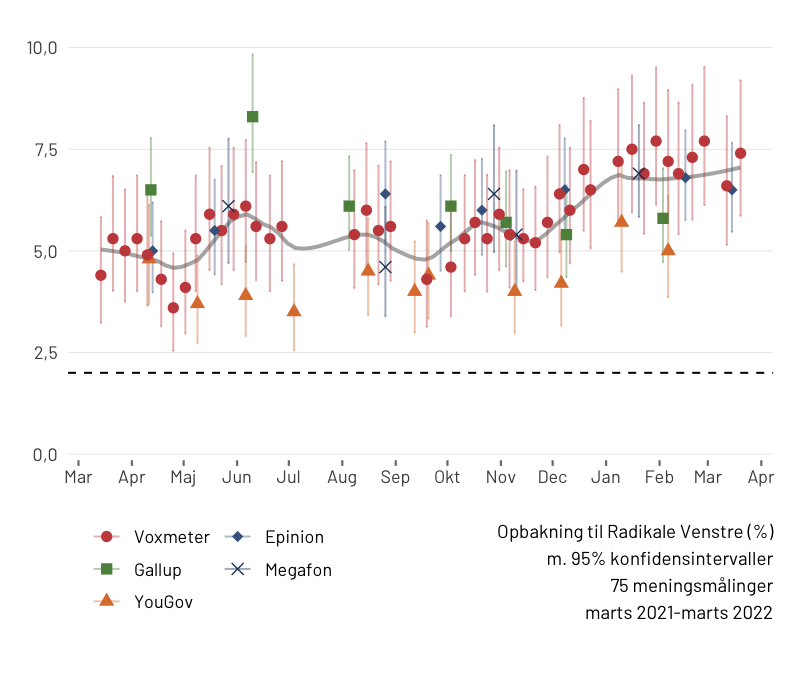 10,0
7,5
5,0
2,5
0,0
Mar Apr Maj Jun Jul Aug Sep Okt Nov Dec Jan Feb Mar Apr
Voxmeter Epinion
Gallup Megafon
YouGov
Opbakning til Radikale Venstre (%)
m. 95% konfidensintervaller
75 meningsmålinger
marts 2021-marts 2022